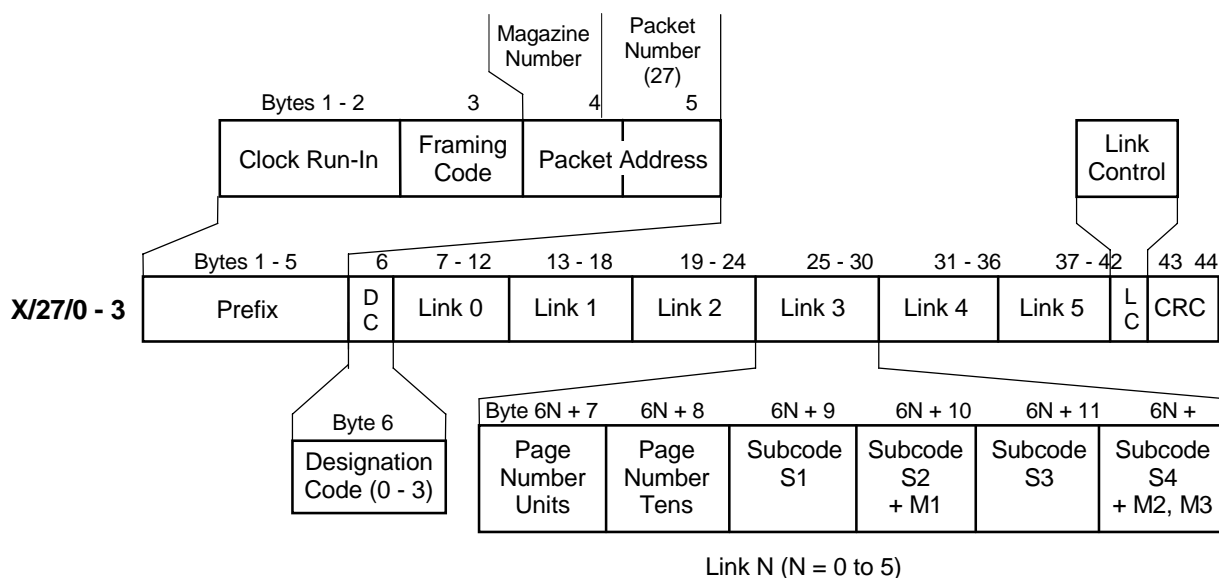 Magazine Number
Packet Number (27)
Bytes 1 - 2
3
4
5
Clock Run-In
Framing Code
Packet Address
Link Control
Bytes 1 - 5
6
7 - 12
13 - 18
19 - 24
25 - 30
31 - 36
37 - 42
43 44
X/27/0 - 3
Prefix
D C
Link 0
Link 1
Link 2
Link 3
Link 4
Link 5
L C
CRC
Byte 6
Designation Code (0 - 3)
Byte 6N + 7
6N + 8
6N + 9
6N + 10
6N + 11
6N +
Page Number Units
Page Number Tens
Subcode S1
Subcode S2 + M1
Subcode S3
Subcode S4 + M2, M3
Link N (N = 0 to 5)